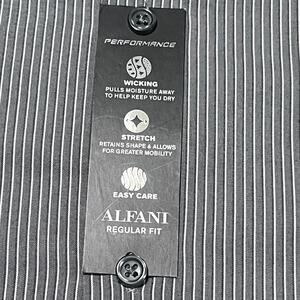 PERFORMANCE
WICKING
PULLS MOISTURE AWAY
TO HELP KEEP YOU DRY
STRETCH
RETAINS SHAPE & ALLOWS
FOR GREATER MOBILITY
EASY CARE
ALFANI
REGULAR FIT